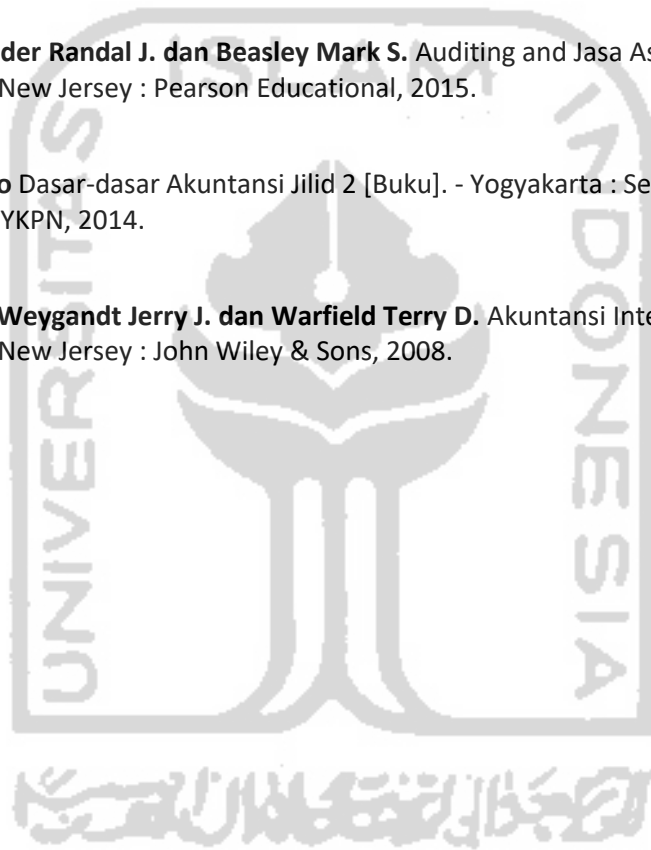 der Randal J. dan Beasley Mark S. Auditing and Jasa As
New Jersey : Pearson Educational, 2015.
o Dasar-dasar Akuntansi Jilid 2 [Buku]. - Yogyakarta : Se
YKPN, 2014.
Weygandt Jerry J. dan Warfield Terry D. Akuntansi Inte
New Jersey : John Wiley & Sons, 2008.
ISLAM
UNIVERSITAS
INDONESIA